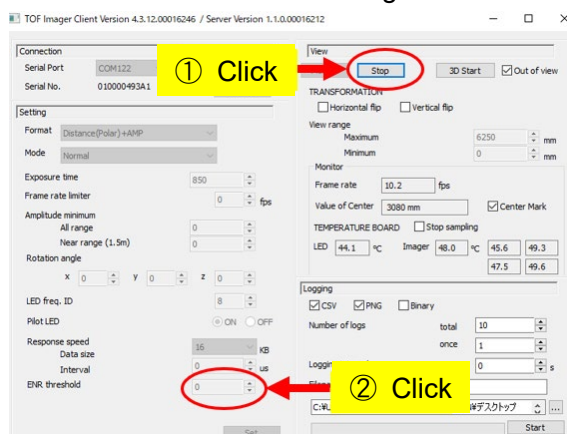 TOF Imager Client Version 4.3.12.00016246 / Server Version 1.1.0.00016212
Connection
Serial Port COM122
Serial No. 010000493A1
① Click
Setting
Format Distance(Polar)+AMP
Mode Normal
Exposure time 850
Frame rate limiter 0 fps
Amplitude minimum
All range 0
Near range (1.5m) 0
Rotation angle
X 0 Y 0 Z 0
LED freq. ID 8
Pilot LED ON OFF
Response speed
Data size 16 KB
Interval 0 us
ENR threshold 0
Set
View
Stop 3D Start Out of view
TRANSFORMATION
Horizontal flip Vertical flip
View range
Maximum 6250 mm
Minimum 0 mm
Monitor
Frame rate 10.2 fps
Value of Center 3080 mm Center Mark
TEMPERATURE BOARD Stop sampling
LED 44.1 ℃ Imager 48.0 ℃ 45.6 49.3
47.5 49.6
Logging
CSV PNG Binary
Number of logs total 10
once 1
0 s
② Click
¥デスクトップ ...
Start